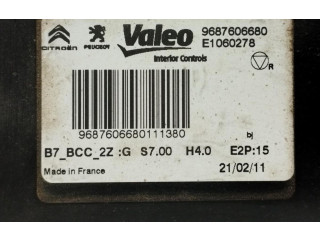 CITROËN PEUGEOT Valeo 9687606680
E1060278
Interior Controls
R
9687606680111380
bj
B7_BCC_2Z :G S7.00 H4.0 E2P:15
Made in France 21/02/11